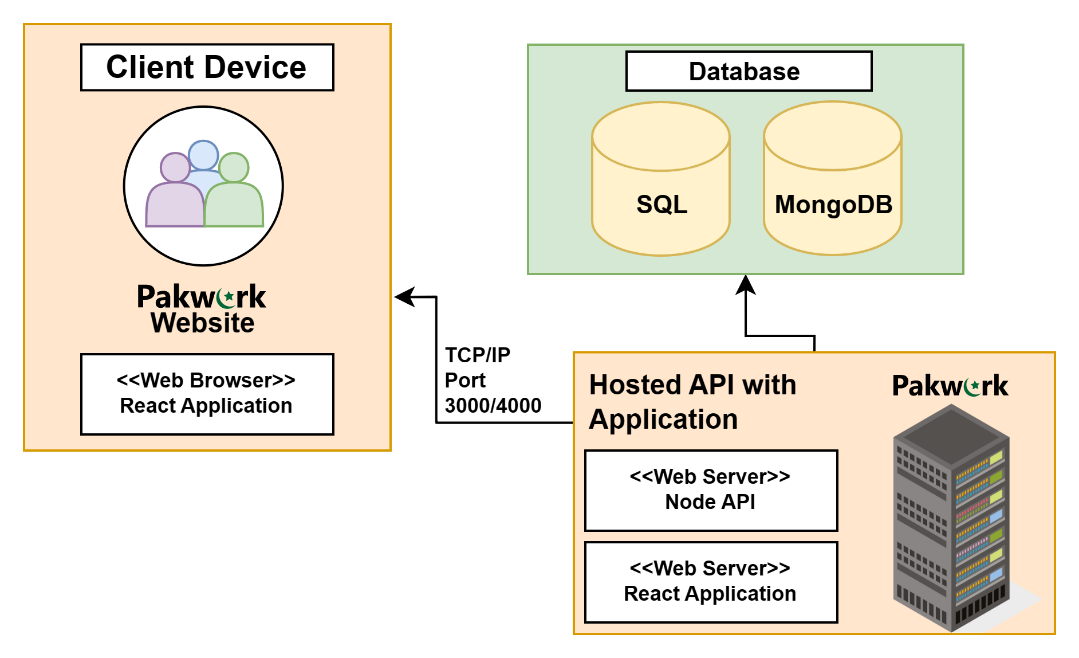 Client Device
Pakwork
Website
<<Web Browser>>
React Application
Database
SQL
MongoDB
TCP/IP
Port
3000/4000
Hosted API with
Application
Pakwork
<<Web Server>>
Node API
<<Web Server>>
React Application